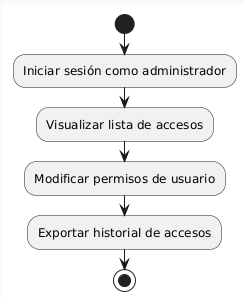 Iniciar sesión como administrador
Visualizar lista de accesos
Modificar permisos de usuario
Exportar historial de accesos